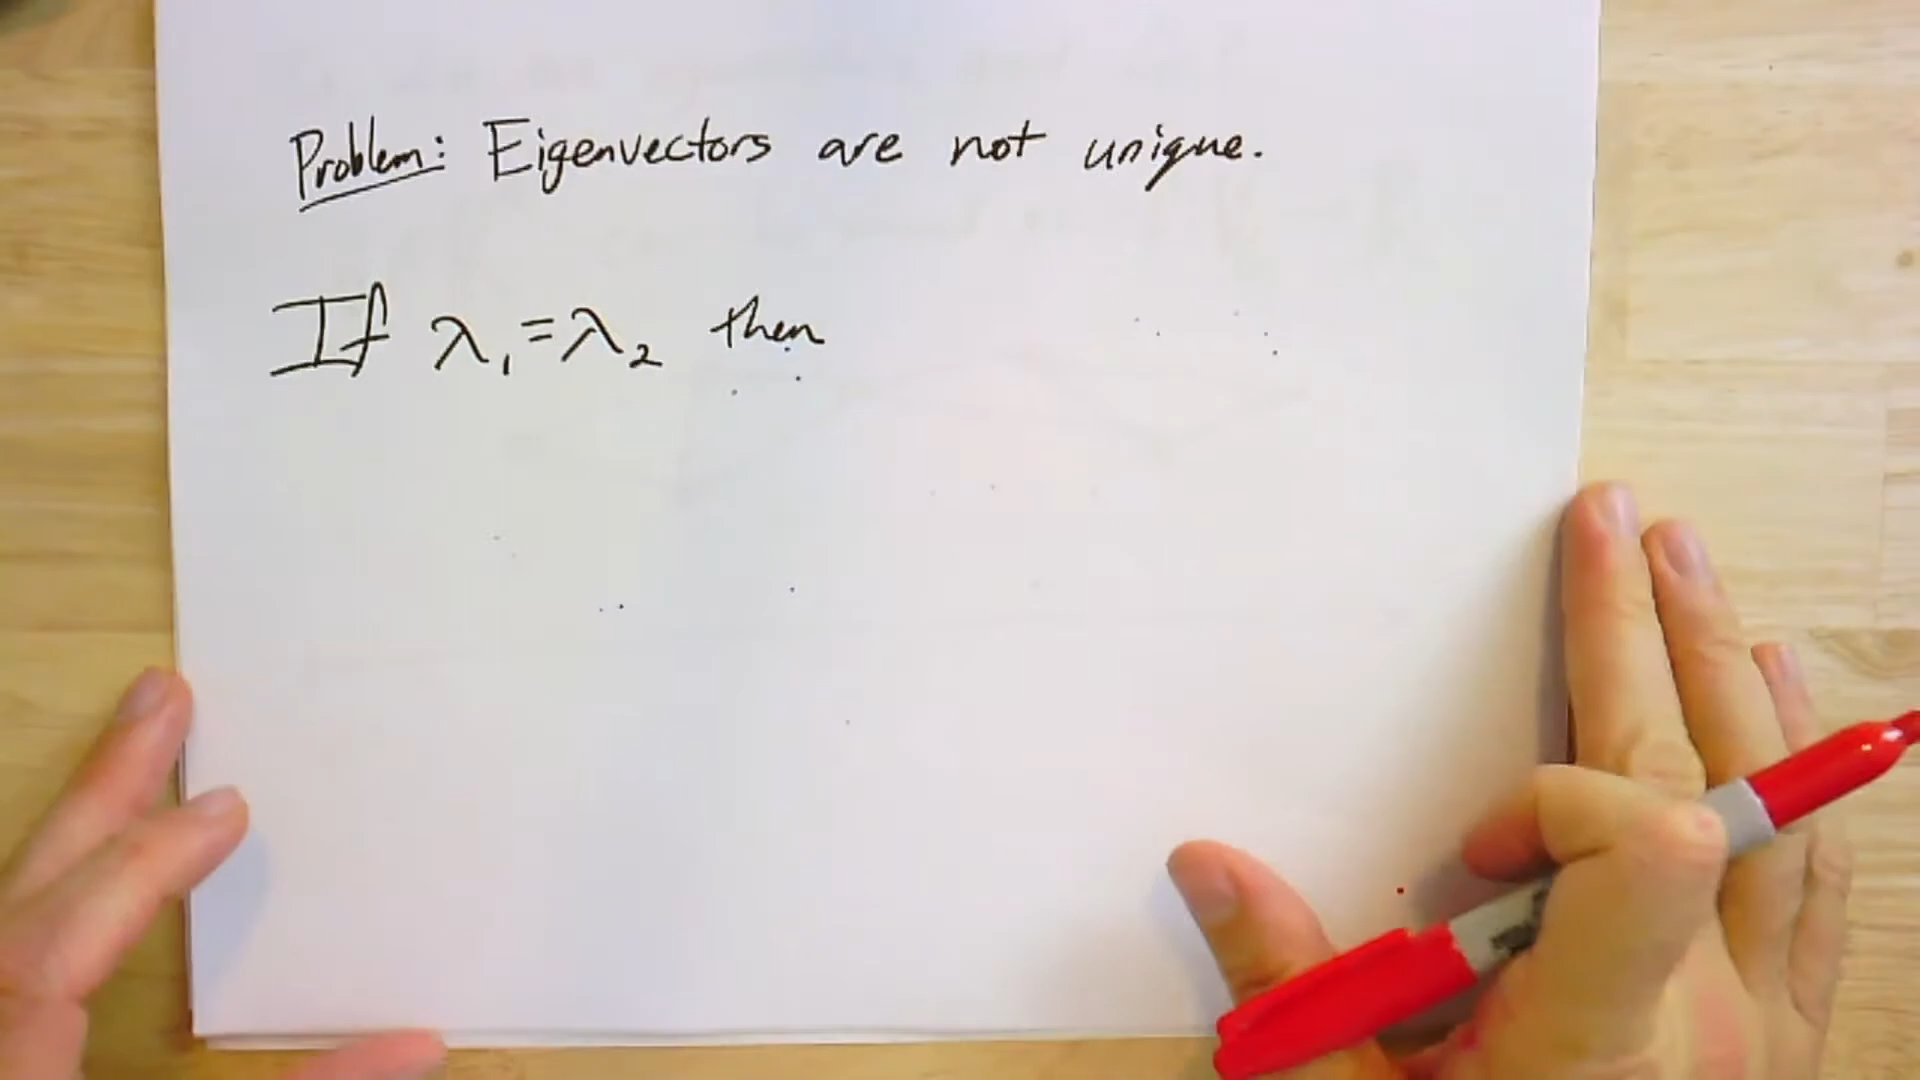 Problem: Eigenvectors are not unique.
If λ₁=λ₂ then